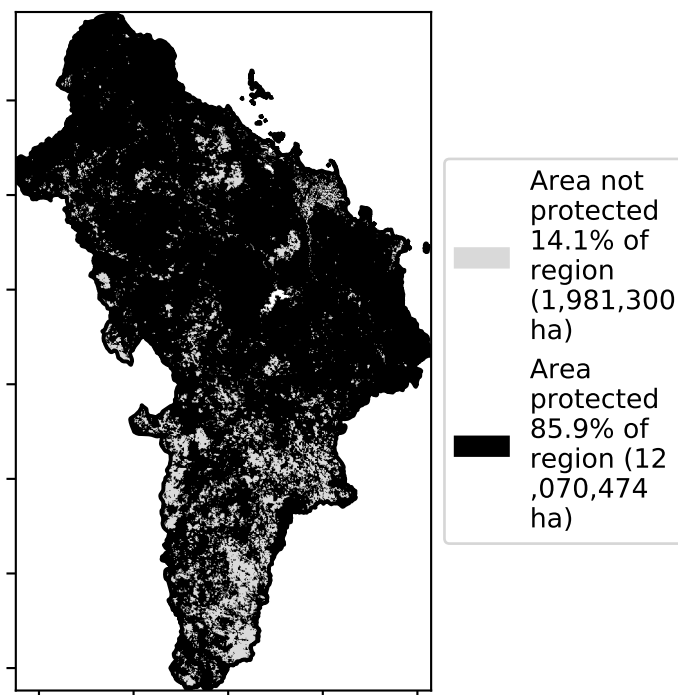 Area not
protected
14.1% of
region
(1,981,300
ha)
Area
protected
85.9% of
region (12
,070,474
ha)